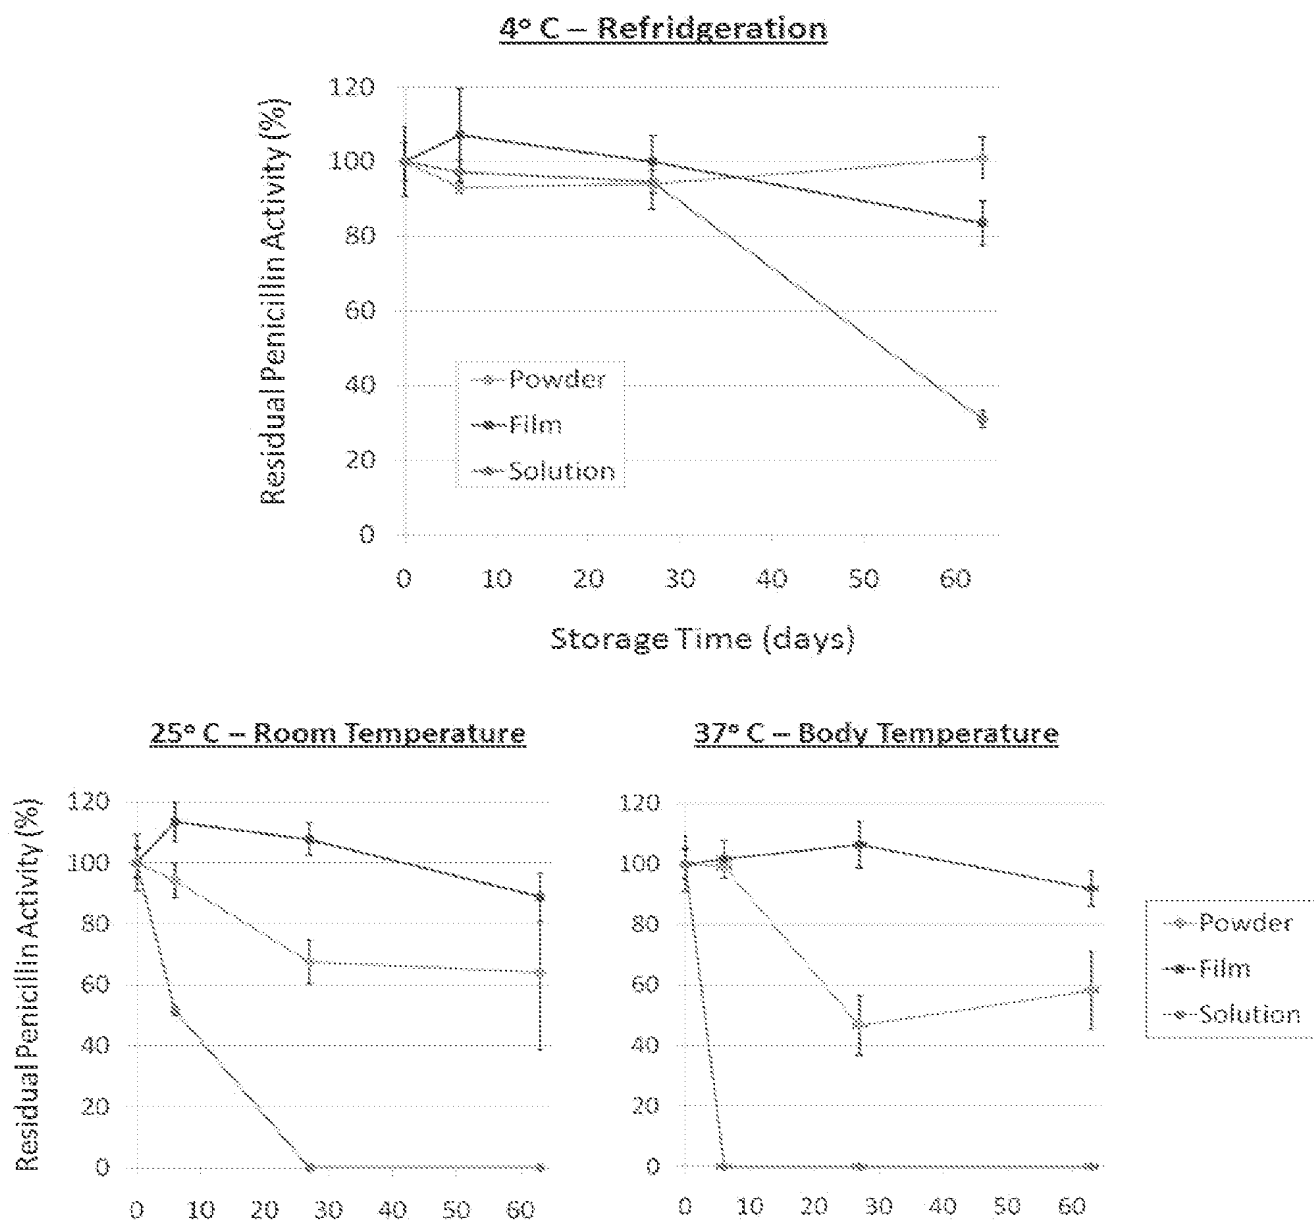 4° C – Refridgeration
Residual Penicillin Activity (%)
120
100
80
60
40
20
0
Powder
Film
Solution
0 10 20 30 40 50 60
Storage Time (days)
25° C – Room Temperature
Residual Penicillin Activity (%)
120
100
80
60
40
20
0
0 10 20 30 40 50 60
37° C – Body Temperature
120
100
80
60
40
20
0
0 10 20 30 40 50 60
Powder
Film
Solution